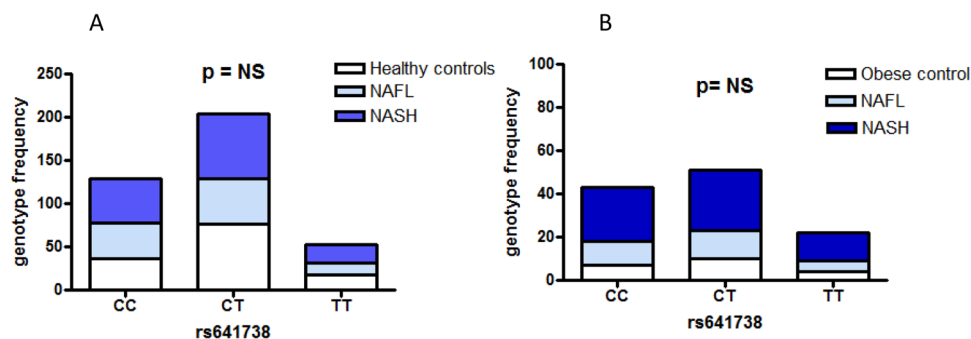 A
p = NS
Healthy controls
NAFL
NASH
genotype frequency
250
200
150
100
50
0
CC CT TT
rs641738
B
p= NS
Obese control
NAFL
NASH
genotype frequency
100
80
60
40
20
0
CC CT TT
rs641738